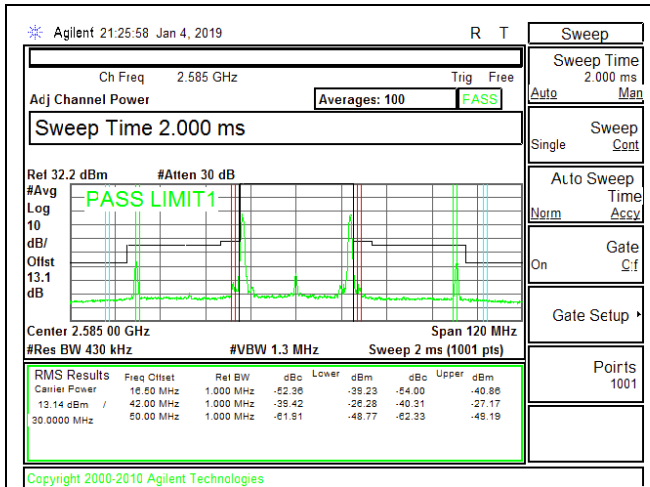 Agilent 21:25:58 Jan 4, 2019 R T
Ch Freq 2.585 GHz Trig Free
Adj Channel Power Averages: 100 PASS
Sweep Time 2.000 ms
Ref 32.2 dBm #Atten 30 dB
#Avg
Log
10
dB/
Offst
13.1
dB
PASS LIMIT1
Center 2.585 00 GHz Span 120 MHz
#Res BW 430 kHz #VBW 1.3 MHz Sweep 2 ms (1001 pts)
RMS Results Freq Offset Ref BW dBc Lower dBm dBc Upper dBm
Carrier Power 16.50 MHz 1.000 MHz -52.36 -39.23 -54.00 -40.86
13.14 dBm / 42.00 MHz 1.000 MHz -39.42 -26.28 -40.31 -27.17
30.0000 MHz 50.00 MHz 1.000 MHz -61.91 -48.77 -62.33 -49.19
Copyright 2000-2010 Agilent Technologies
Sweep
Sweep Time
2.000 ms
Auto Man
Sweep
Single Cont
Auto Sweep
Time
Norm Accy
Gate
On Off
Gate Setup
Points
1001